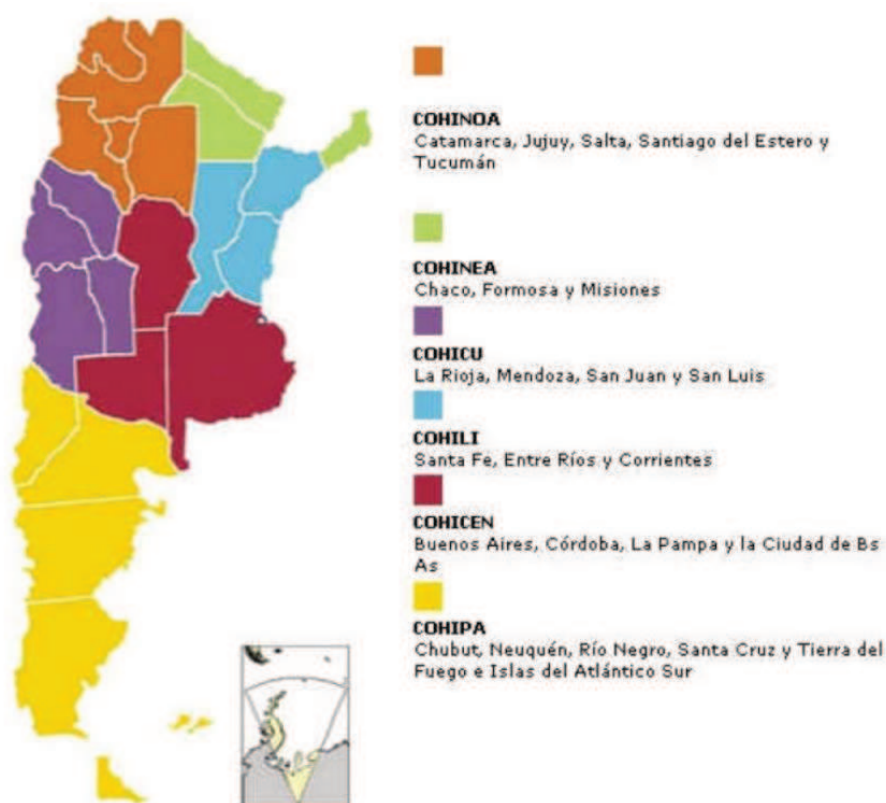 COHINOA
Catamarca, Jujuy, Salta, Santiago del Estero y
Tucumán
COHINEA
Chaco, Formosa y Misiones
COHICU
La Rioja, Mendoza, San Juan y San Luis
COHILI
Santa Fe, Entre Ríos y Corrientes
COHICEN
Buenos Aires, Córdoba, La Pampa y la Ciudad de Bs
As
COHIPA
Chubut, Neuquén, Río Negro, Santa Cruz y Tierra del
Fuego e Islas del Atlántico Sur